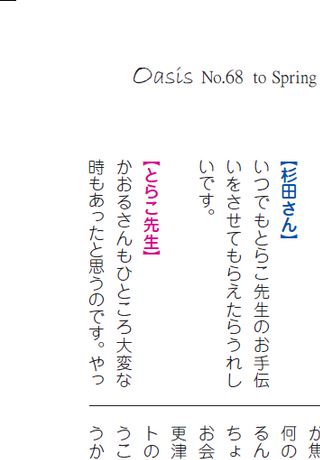 Oasis No.68 to Spring
【杉田さん】
いつでもとらこ先生のお手伝
いをさせてもらえたらうれし
いです。
【とらこ先生】
かおるさんもひところ大変な
時もあったと思うのです。やっ
が焦
何の
るん
ちょ
お会
更津
トの
うこ
うか